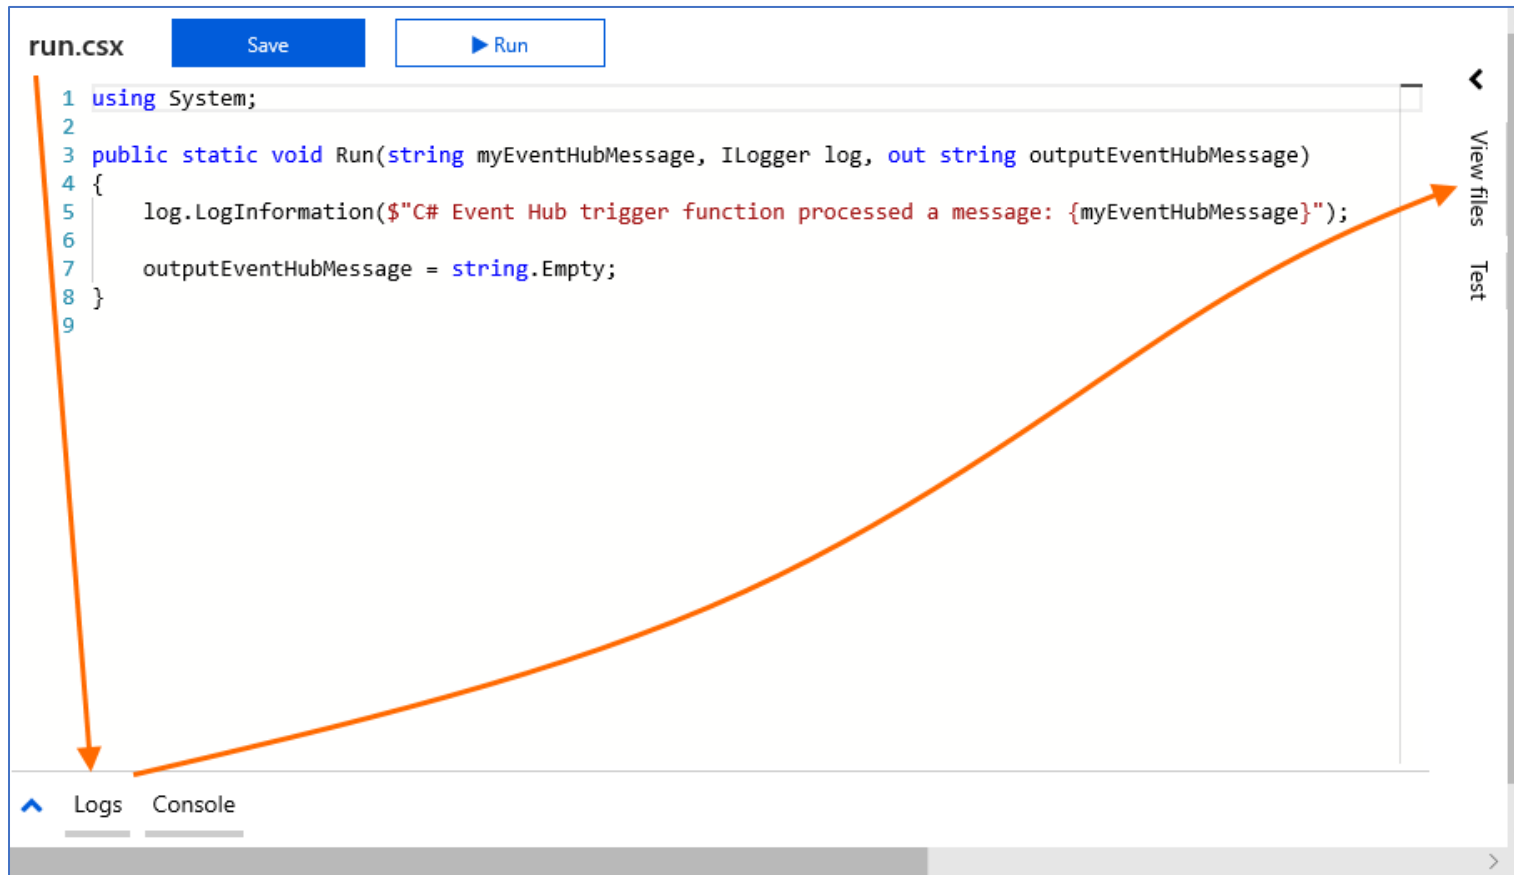 run.csx Save Run
1 using System;
2
3 public static void Run(string myEventHubMessage, ILogger log, out string outputEventHubMessage)
4 {
5 log.LogInformation($"C# Event Hub trigger function processed a message: {myEventHubMessage}");
6
7 outputEventHubMessage = string.Empty;
8 }
9
View files
Test
Logs Console